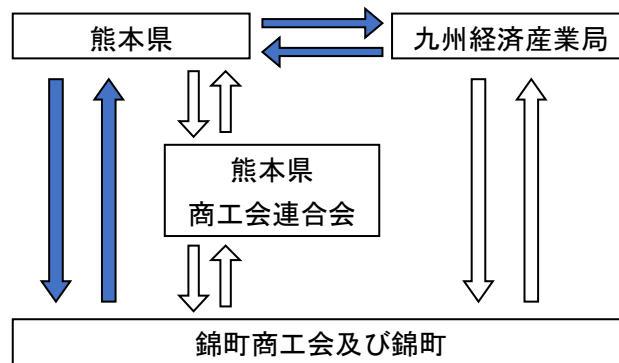 熊本県
九州経済産業局
熊本県
商工会連合会
錦町商工会及び錦町